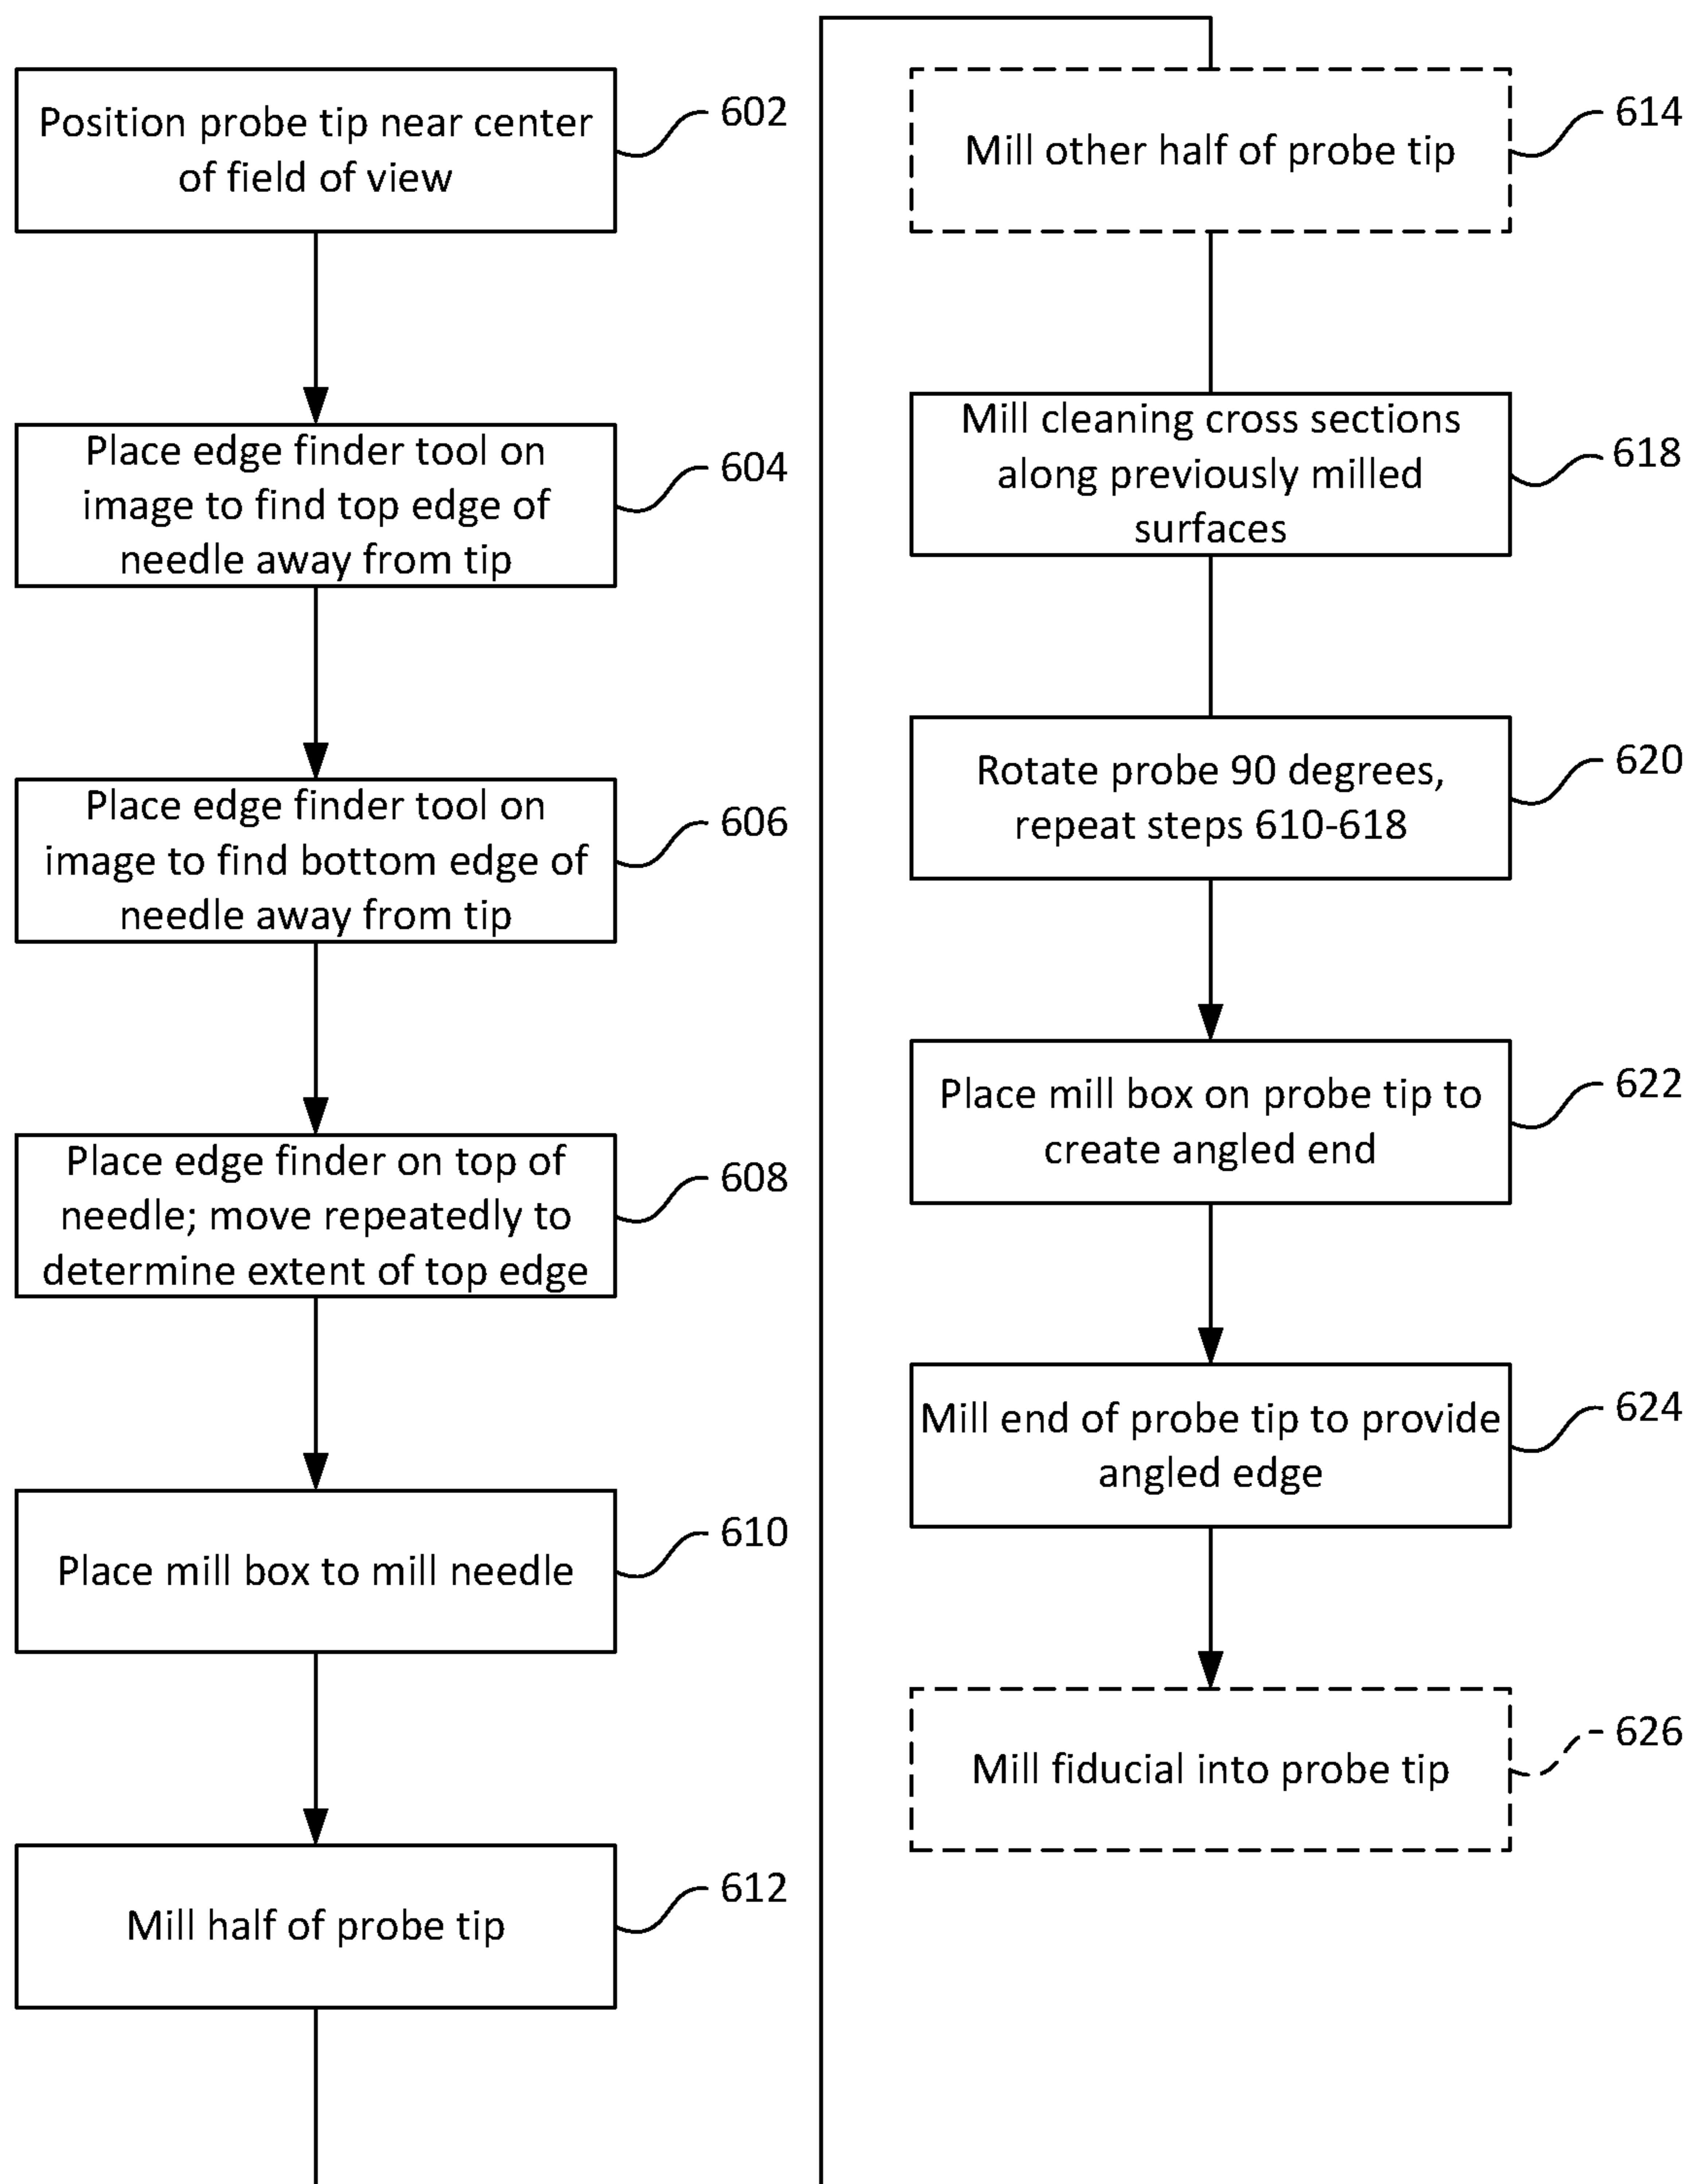 Position probe tip near center
of field of view
602
Place edge finder tool on
image to find top edge of
needle away from tip
604
Place edge finder tool on
image to find bottom edge of
needle away from tip
606
Place edge finder on top of
needle; move repeatedly to
determine extent of top edge
608
Place mill box to mill needle
610
Mill half of probe tip
612
Mill other half of probe tip
614
Mill cleaning cross sections
along previously milled
surfaces
618
Rotate probe 90 degrees,
repeat steps 610-618
620
Place mill box on probe tip to
create angled end
622
Mill end of probe tip to provide
angled edge
624
Mill fiducial into probe tip
626